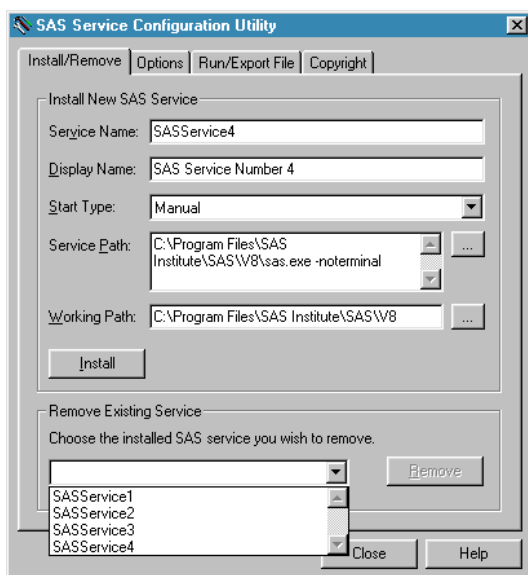 SAS Service Configuration Utility
Install/Remove Options Run/Export File Copyright
Install New SAS Service
Service Name: SASService4
Display Name: SAS Service Number 4
Start Type: Manual
Service Path: C:\Program Files\SAS
Institute\SAS\V8\sas.exe -noterminal
...
Working Path: C:\Program Files\SAS Institute\SAS\V8 ...
Install
Remove Existing Service
Choose the installed SAS service you wish to remove.
Remove
SASService1
SASService2
SASService3
SASService4
Close Help